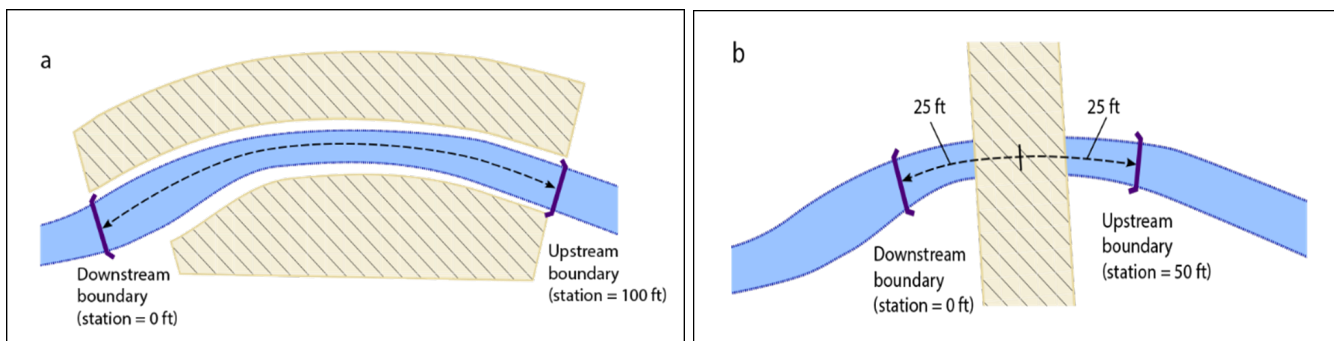 a
Downstream
boundary
(station = 0 ft)
Upstream
boundary
(station = 100 ft)
b
25 ft
25 ft
Downstream
boundary
(station = 0 ft)
Upstream
boundary
(station = 50 ft)